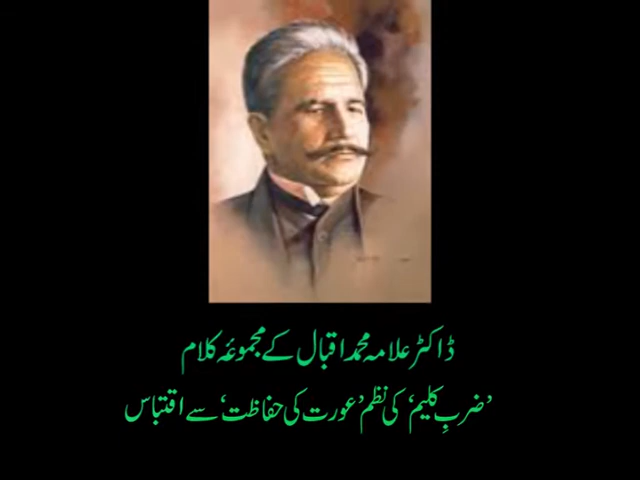 ڈاکٹر علامہ محمد اقبال کے مجموعۂ کلام
’ضربِ کلیم‘ کی نظم ’عورت کی حفاظت‘ سے اقتباس